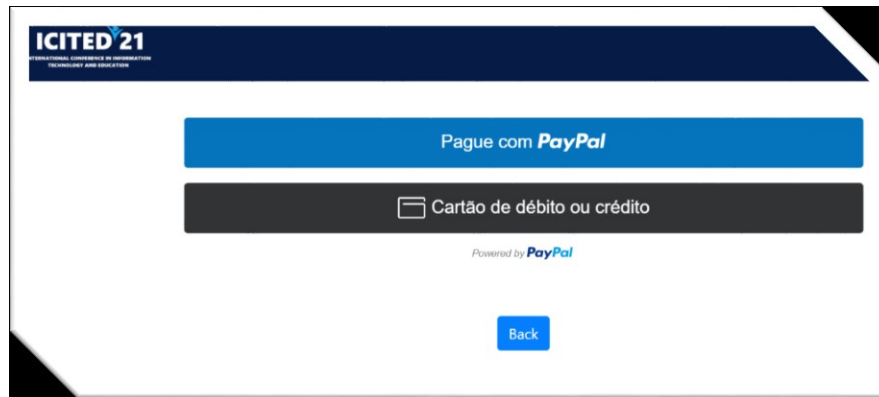 ICITED'21
INTERNATIONAL CONFERENCE IN INFORMATION
TECHNOLOGY AND EDUCATION
Pague com PayPal
Cartão de débito ou crédito
Powered by PayPal
Back